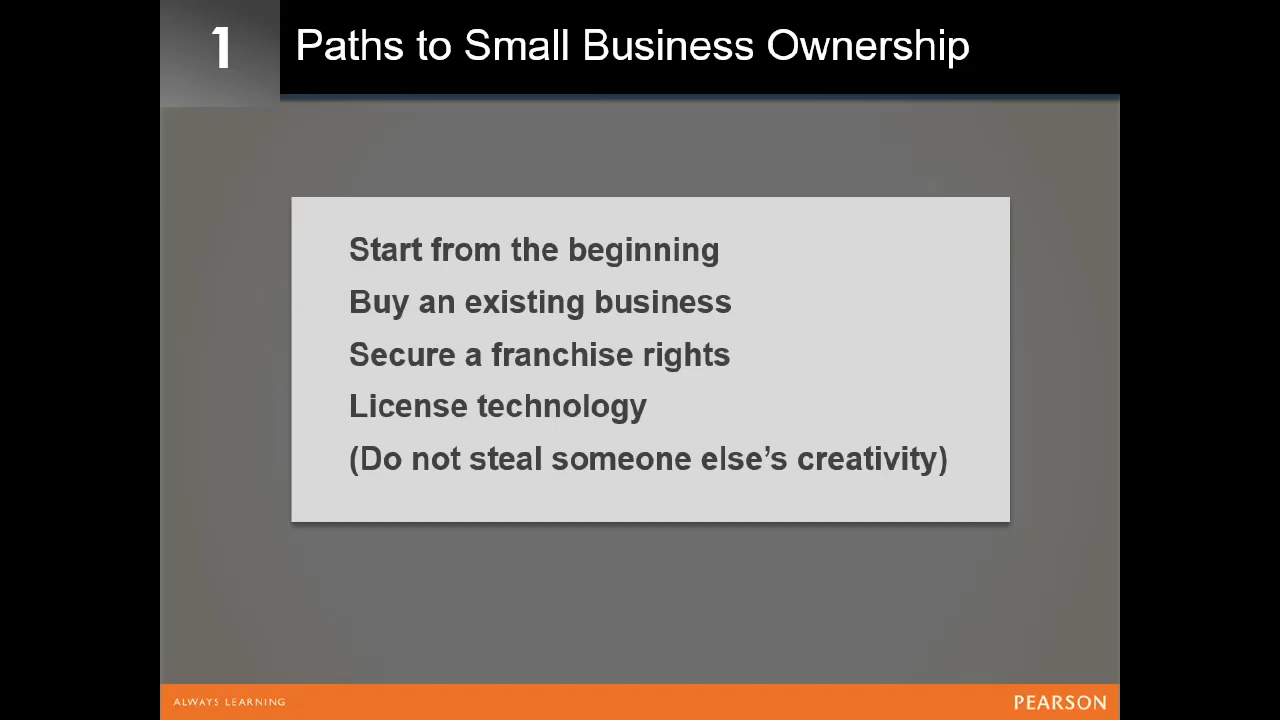 1
Paths to Small Business Ownership
Start from the beginning
Buy an existing business
Secure a franchise rights
License technology
(Do not steal someone else’s creativity)
ALWAYS LEARNING
PEARSON